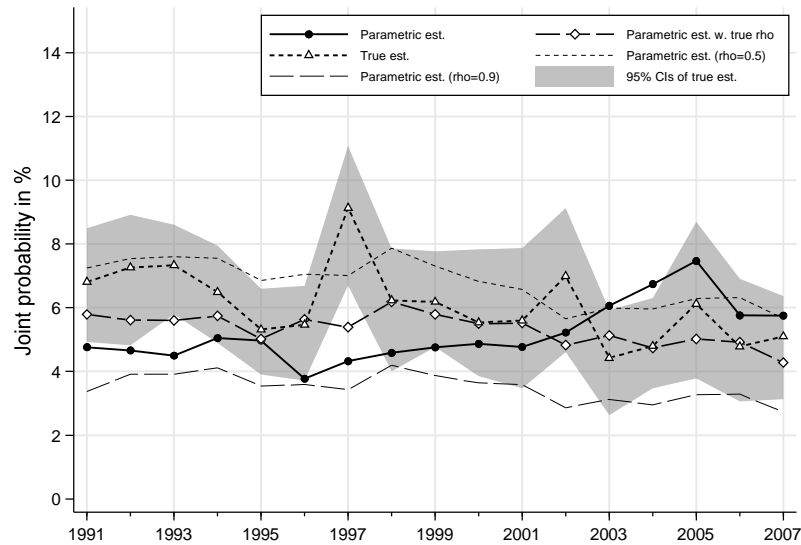 Parametric est.
Parametric est. w. true rho
True est.
Parametric est. (rho=0.5)
Parametric est. (rho=0.9)
95% CIs of true est.
Joint probability in %
14
12
10
8
6
4
2
0
1991 1993 1995 1997 1999 2001 2003 2005 2007